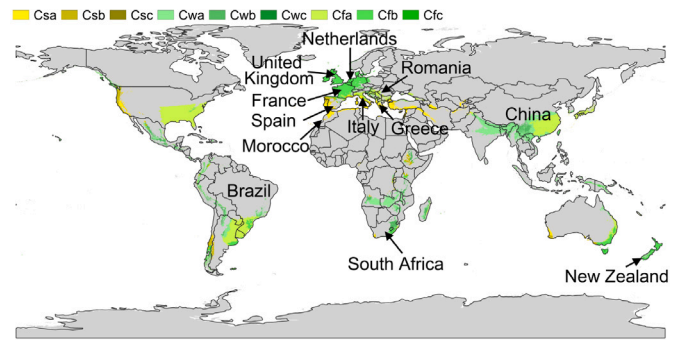 Csa Csb Csc Cwa Cwb Cwc Cfa Cfb Cfc
Netherlands
United
Kingdom
Romania
France
Spain
Italy
Greece
China
Morocco
Brazil
South Africa
New Zealand